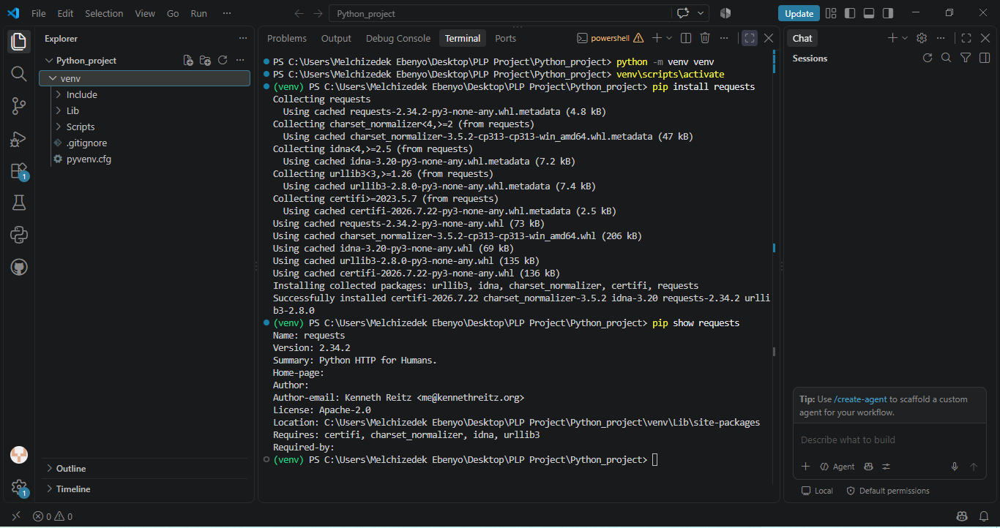 File Edit Selection View Go Run ···
Python_project
Update
Explorer
Python_project
venv
Include
Lib
Scripts
.gitignore
pyvenv.cfg
Outline
Timeline
Problems Output Debug Console Terminal Ports
powershell
PS C:\Users\Melchizedek Ebenyo\Desktop\PLP Project\Python_project> python -m venv venv
PS C:\Users\Melchizedek Ebenyo\Desktop\PLP Project\Python_project> venv\scripts\activate
(venv) PS C:\Users\Melchizedek Ebenyo\Desktop\PLP Project\Python_project> pip install requests
Collecting requests
  Using cached requests-2.34.2-py3-none-any.whl.metadata (4.8 kB)
Collecting charset_normalizer<4,>=2 (from requests)
  Using cached charset_normalizer-3.5.2-cp313-cp313-win_amd64.whl.metadata (47 kB)
Collecting idna<4,>=2.5 (from requests)
  Using cached idna-3.20-py3-none-any.whl.metadata (7.2 kB)
Collecting urllib3<3,>=1.26 (from requests)
  Using cached urllib3-2.8.0-py3-none-any.whl.metadata (7.4 kB)
Collecting certifi>=2023.5.7 (from requests)
  Using cached certifi-2026.7.22-py3-none-any.whl.metadata (2.5 kB)
Using cached requests-2.34.2-py3-none-any.whl (73 kB)
Using cached charset_normalizer-3.5.2-cp313-cp313-win_amd64.whl (206 kB)
Using cached idna-3.20-py3-none-any.whl (69 kB)
Using cached urllib3-2.8.0-py3-none-any.whl (135 kB)
Using cached certifi-2026.7.22-py3-none-any.whl (136 kB)
Installing collected packages: urllib3, idna, charset_normalizer, certifi, requests
Successfully installed certifi-2026.7.22 charset_normalizer-3.5.2 idna-3.20 requests-2.34.2 urlli
b3-2.8.0
(venv) PS C:\Users\Melchizedek Ebenyo\Desktop\PLP Project\Python_project> pip show requests
Name: requests
Version: 2.34.2
Summary: Python HTTP for Humans.
Home-page:
Author:
Author-email: Kenneth Reitz <me@kennethreitz.org>
License: Apache-2.0
Location: C:\Users\Melchizedek Ebenyo\Desktop\PLP Project\Python_project\venv\Lib\site-packages
Requires: certifi, charset_normalizer, idna, urllib3
Required-by:
(venv) PS C:\Users\Melchizedek Ebenyo\Desktop\PLP Project\Python_project>
Chat
Sessions
Tip: Use /create-agent to scaffold a custom
agent for your workflow.
Describe what to build
Agent
Local Default permissions
1
1
0 0